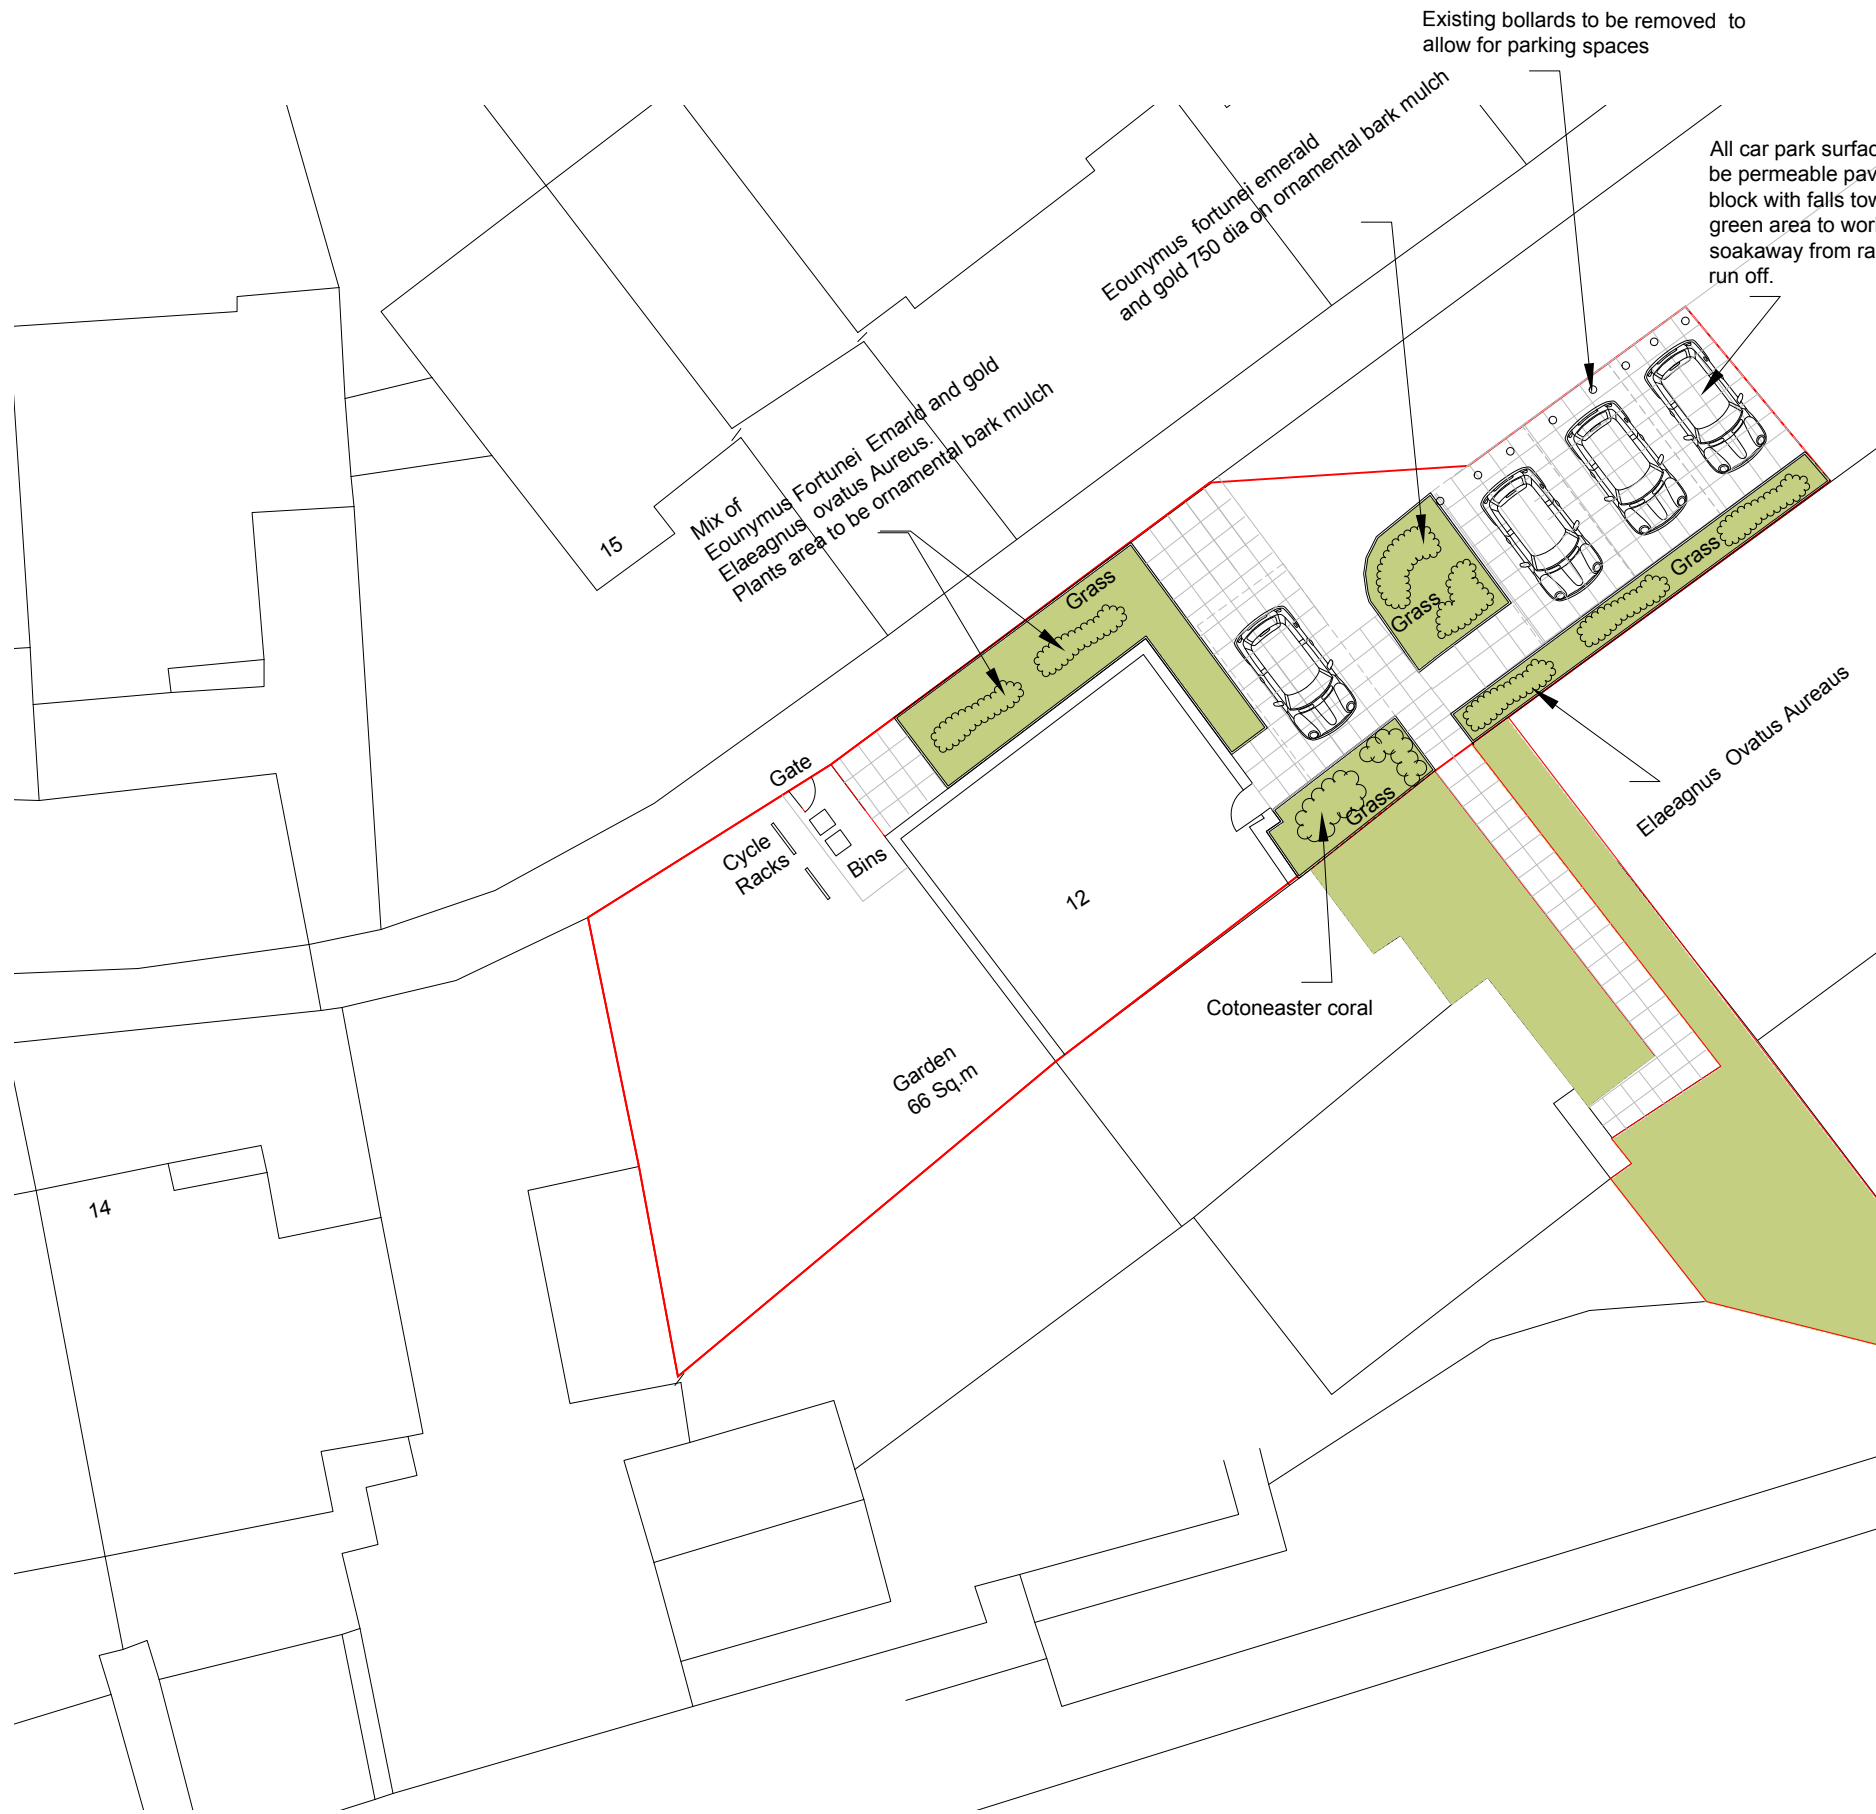 Existing bollards to be removed to
allow for parking spaces
All car park surfac
be permeable pav
block with falls tow
green area to wor
soakaway from ra
run off.
Eounymus fortunei emerald
and gold 750 dia on ornamental bark mulch
Mix of
Eounymus Fortunei Emarld and gold
Elaeagnus ovatus Aureus.
Plants area to be ornamental bark mulch
15
Grass
Grass
Grass
Grass
Elaeagnus Ovatus Aureaus
Gate
Cycle
Racks
Bins
12
Cotoneaster coral
Garden
66 Sq.m
14